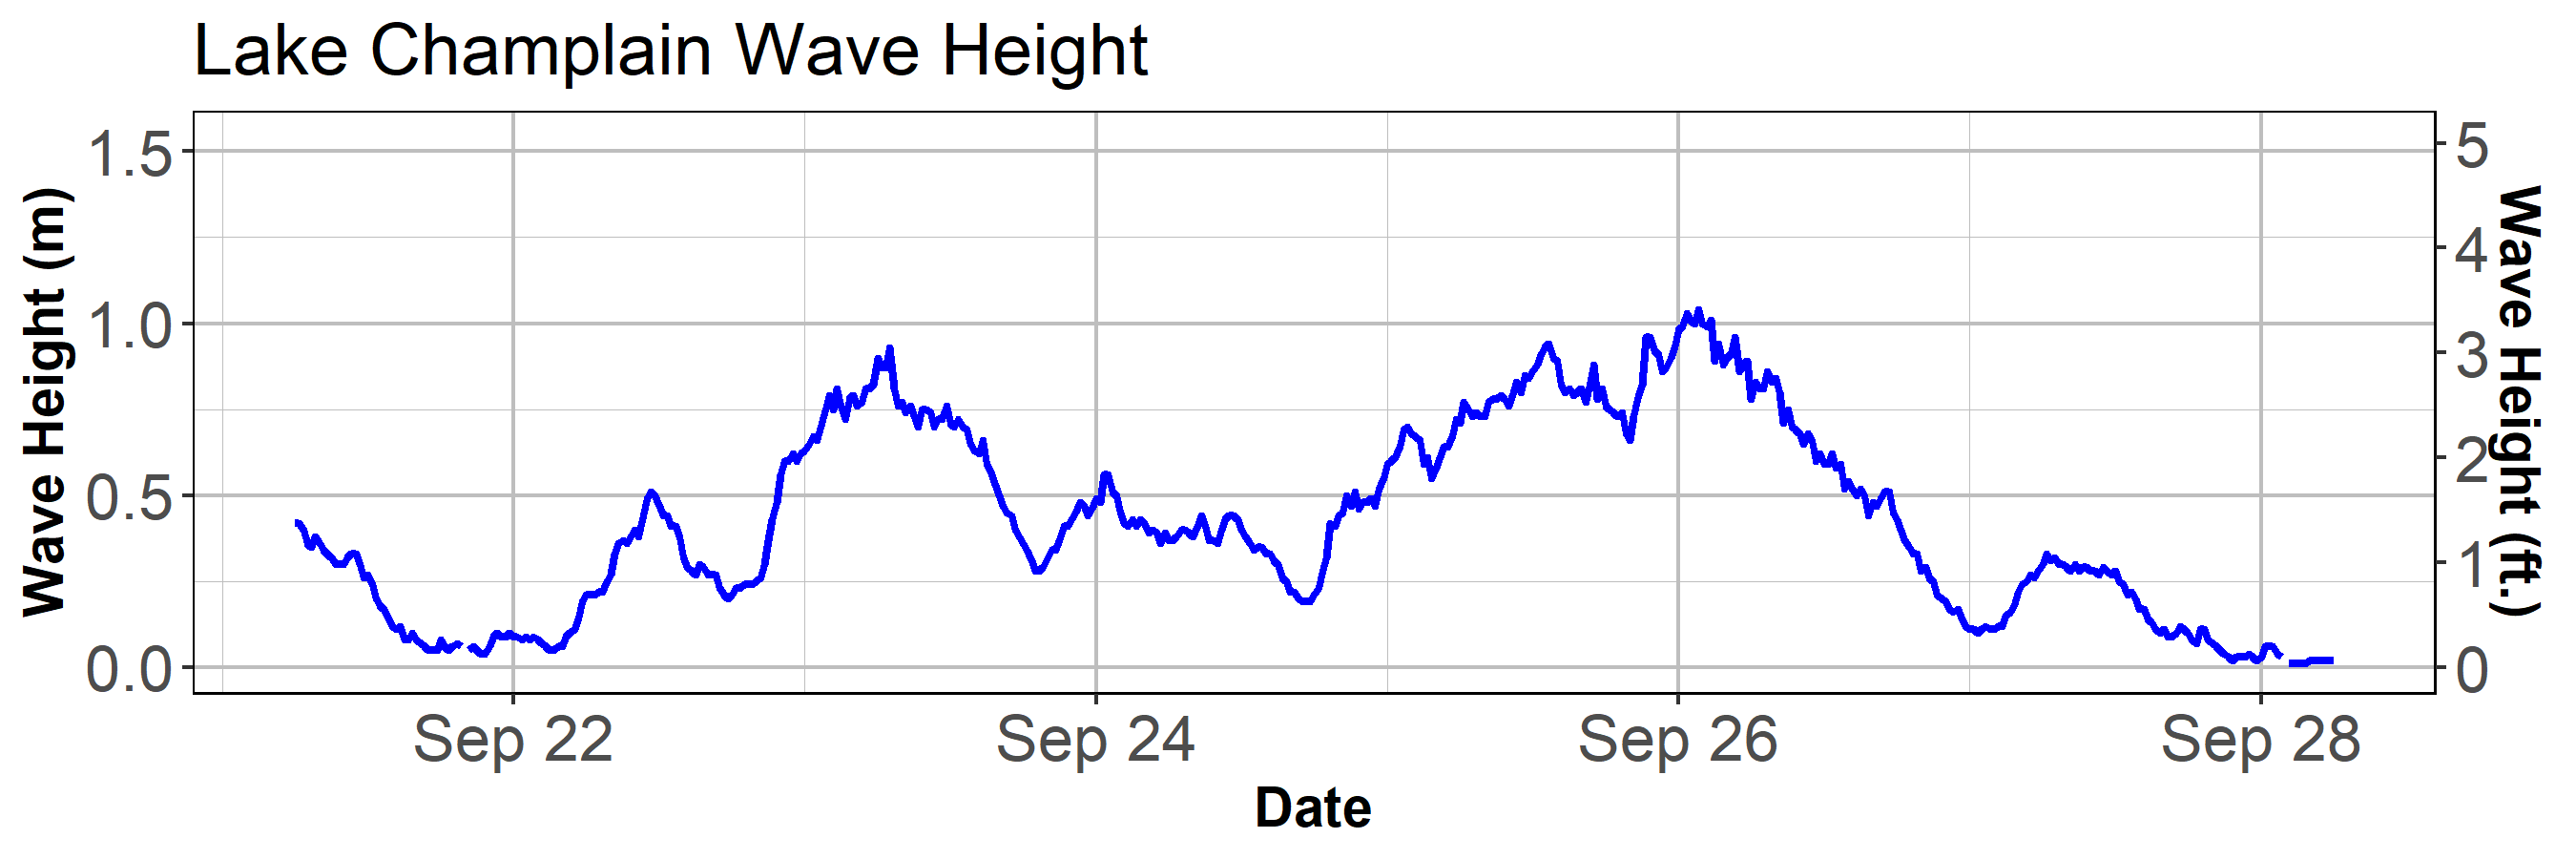 Lake Champlain Wave Height
Wave Height (m)
1.5
1.0
0.5
0.0
5
4
3
2
1
0
Wave Height (ft.)
Sep 22 Sep 24 Sep 26 Sep 28
Date